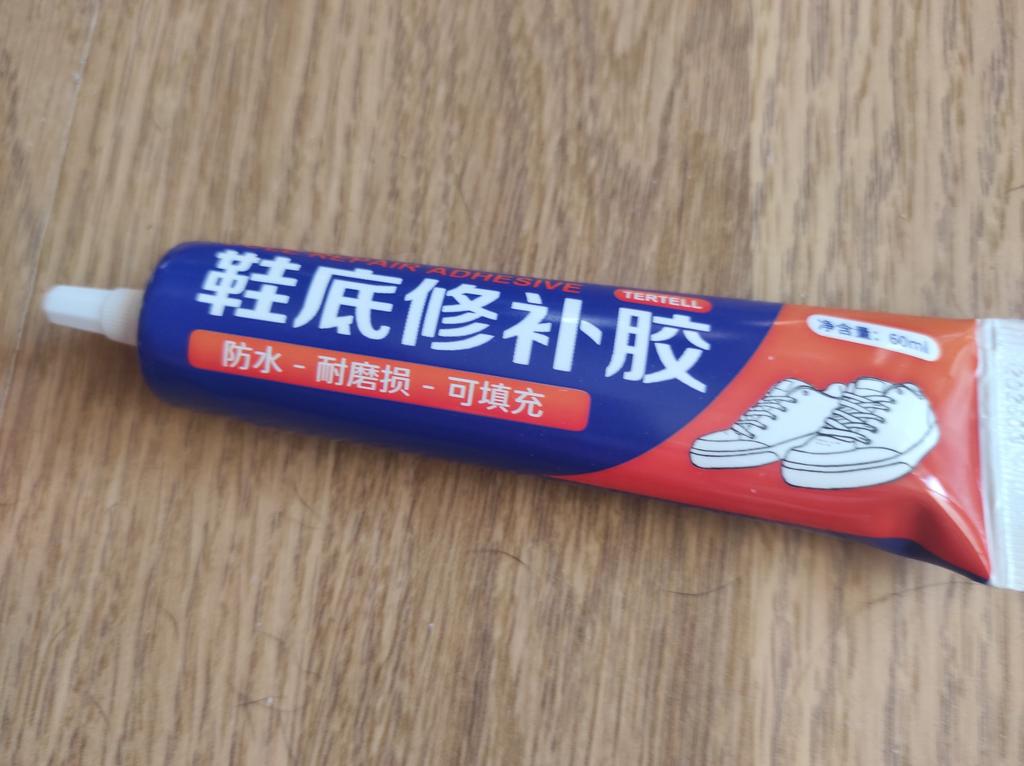 REPAIR ADHESIVE
TERTELL
鞋底修补胶
防水 - 耐磨损 - 可填充
净含量：60ml